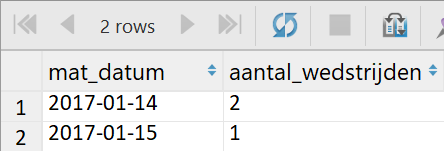 2 rows
mat_datum aantal_wedstrijden
1 2017-01-14 2
2 2017-01-15 1